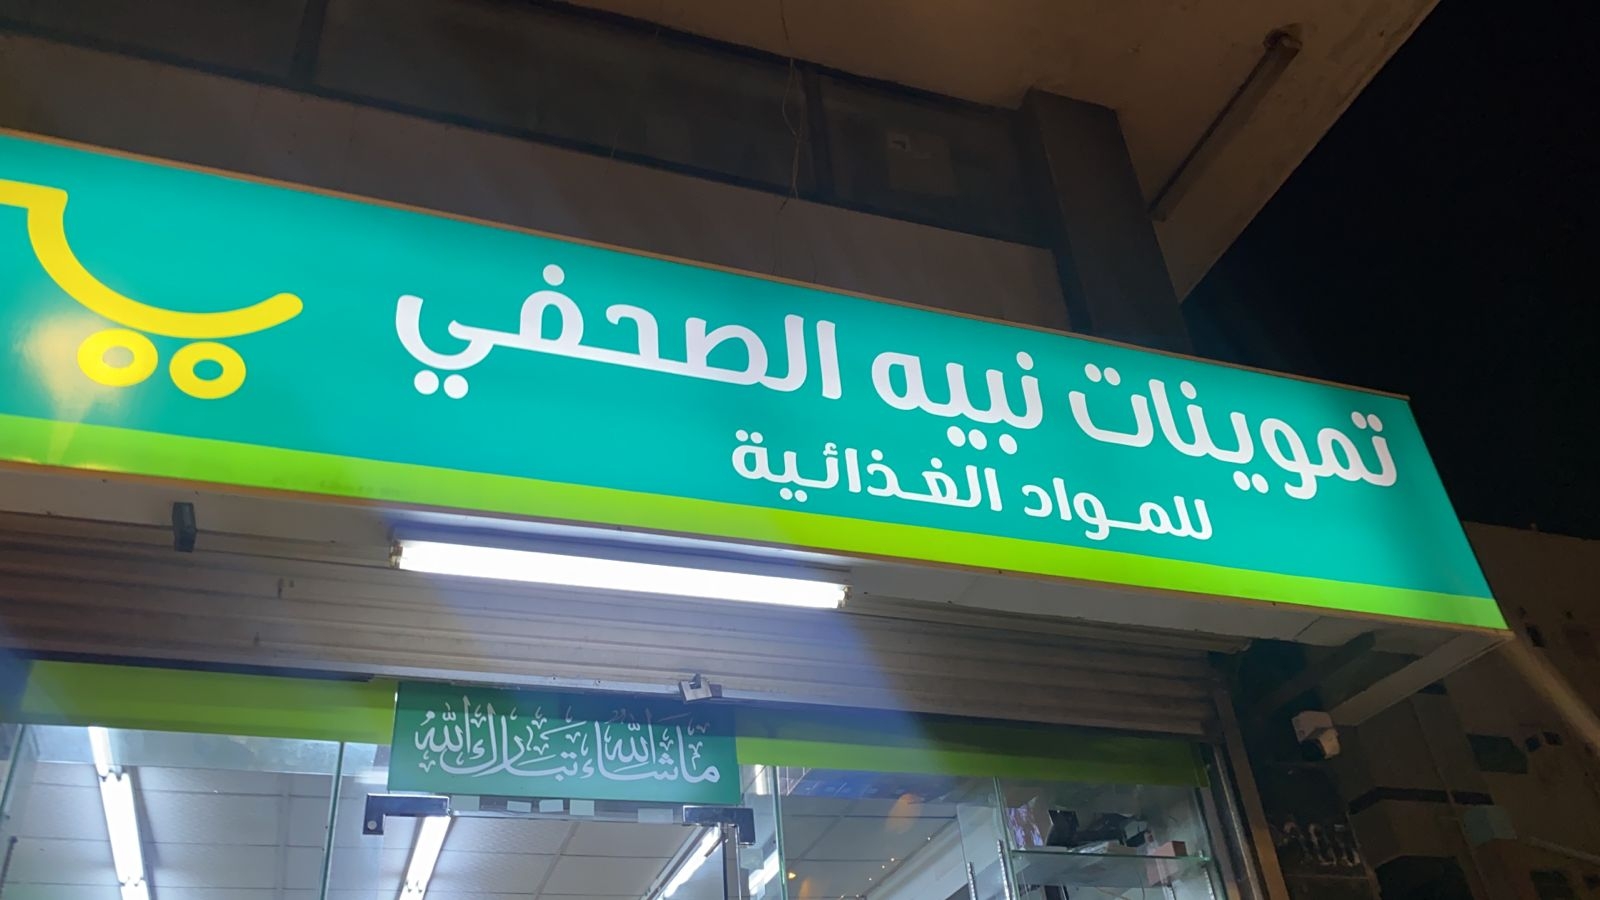 تموينات نبيه الصحفي
للمواد الغذائية
ماشاء الله تبارك الله